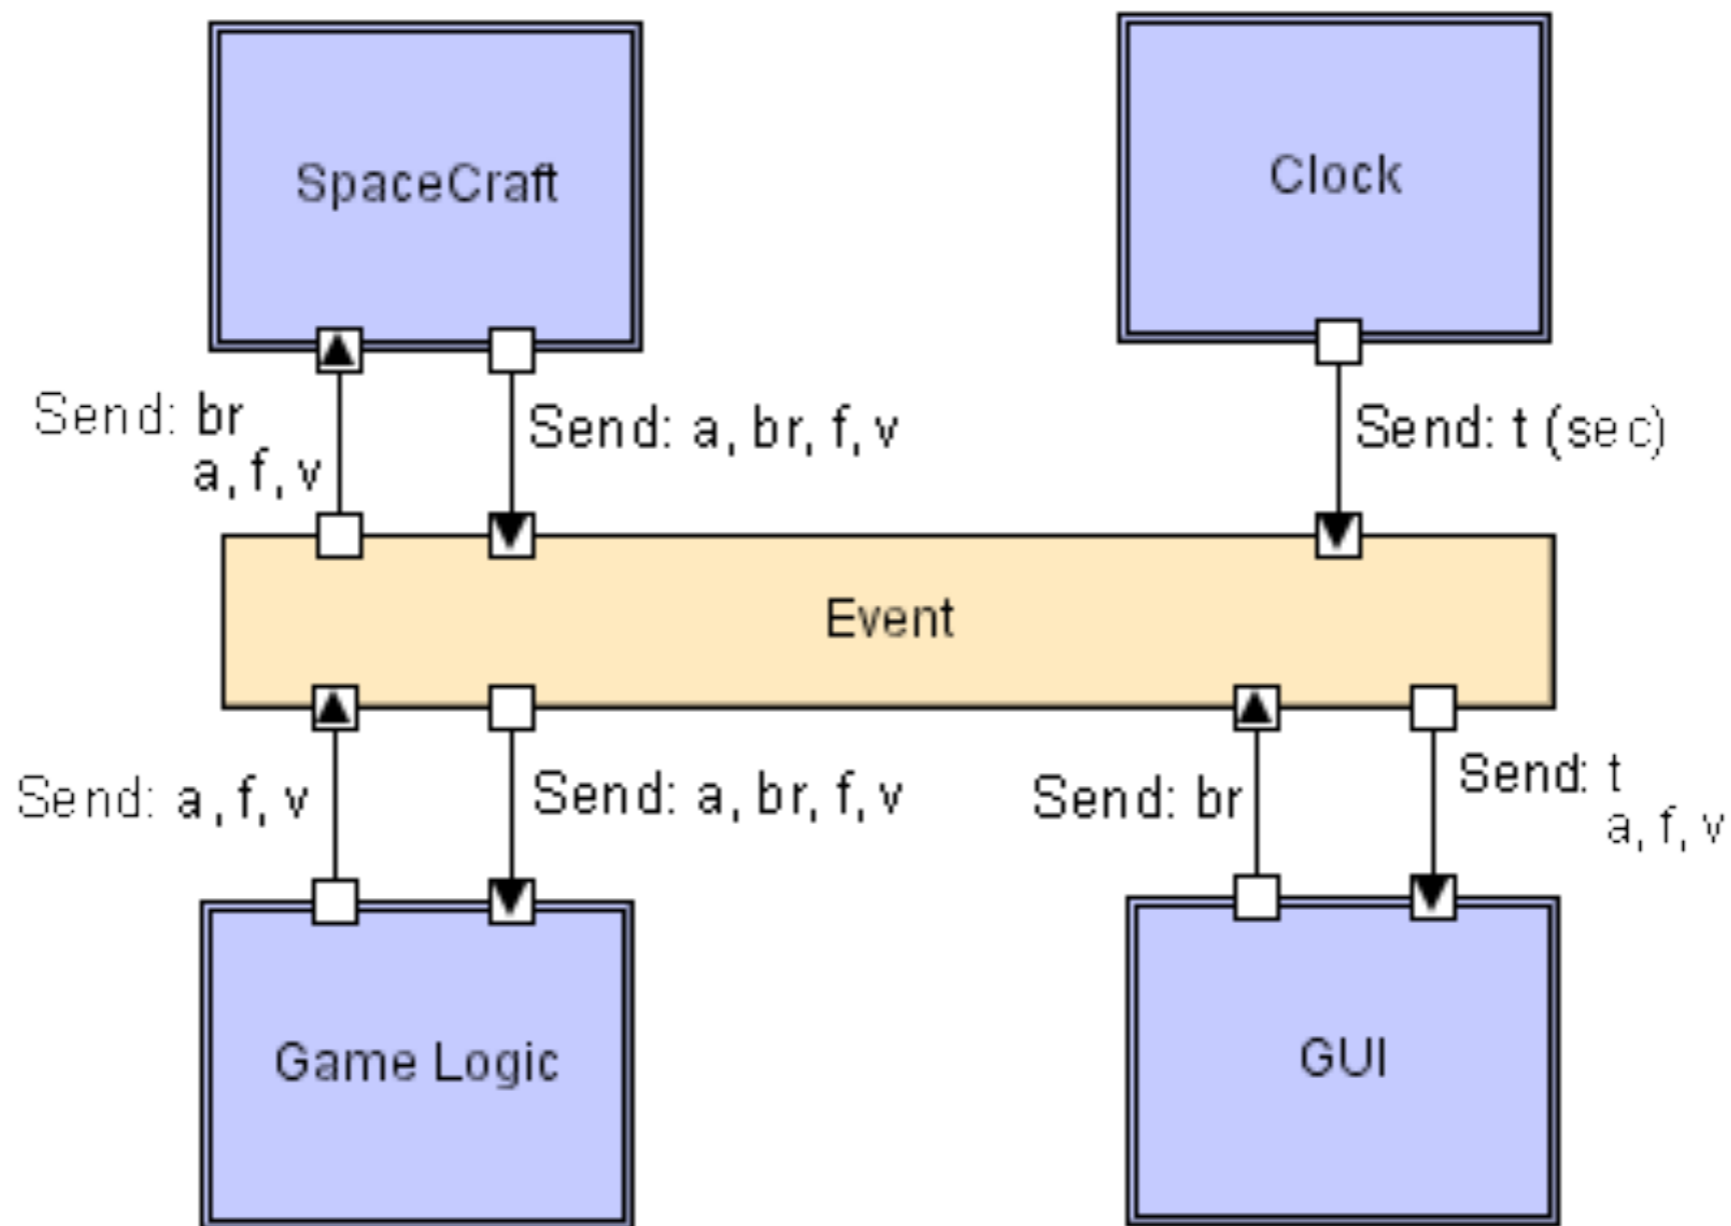 SpaceCraft
Clock
Send: br
a, f, v
Send: a, br, f, v
Send: t (sec)
Event
Send: a, f, v
Send: a, br, f, v
Send: br
Send: t
a, f, v
Game Logic
GUI